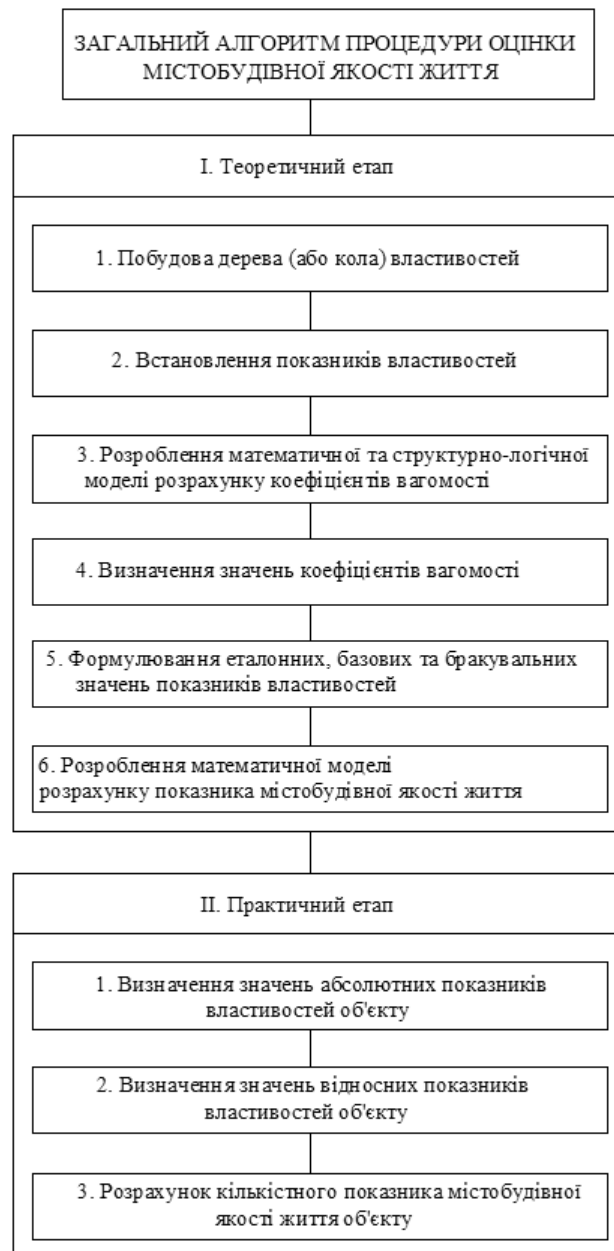 ЗАГАЛЬНИЙ АЛГОРИТМ ПРОЦЕДУРИ ОЦІНКИ
МІСТОБУДІВНОЇ ЯКОСТІ ЖИТТЯ
І. Теоретичний етап
1. Побудова дерева (або кола) властивостей
2. Встановлення показників властивостей
3. Розроблення математичної та структурно-логічної
моделі розрахунку коефіцієнтів вагомості
4. Визначення значень коефіцієнтів вагомості
5. Формулювання еталонних, базових та бракувальних
значень показників властивостей
6. Розроблення математичної моделі
розрахунку показника містобудівної якості життя
ІІ. Практичний етап
1. Визначення значень абсолютних показників
властивостей об'єкту
2. Визначення значень відносних показників
властивостей об'єкту
3. Розрахунок кількістного показника містобудівної
якості життя об'єкту